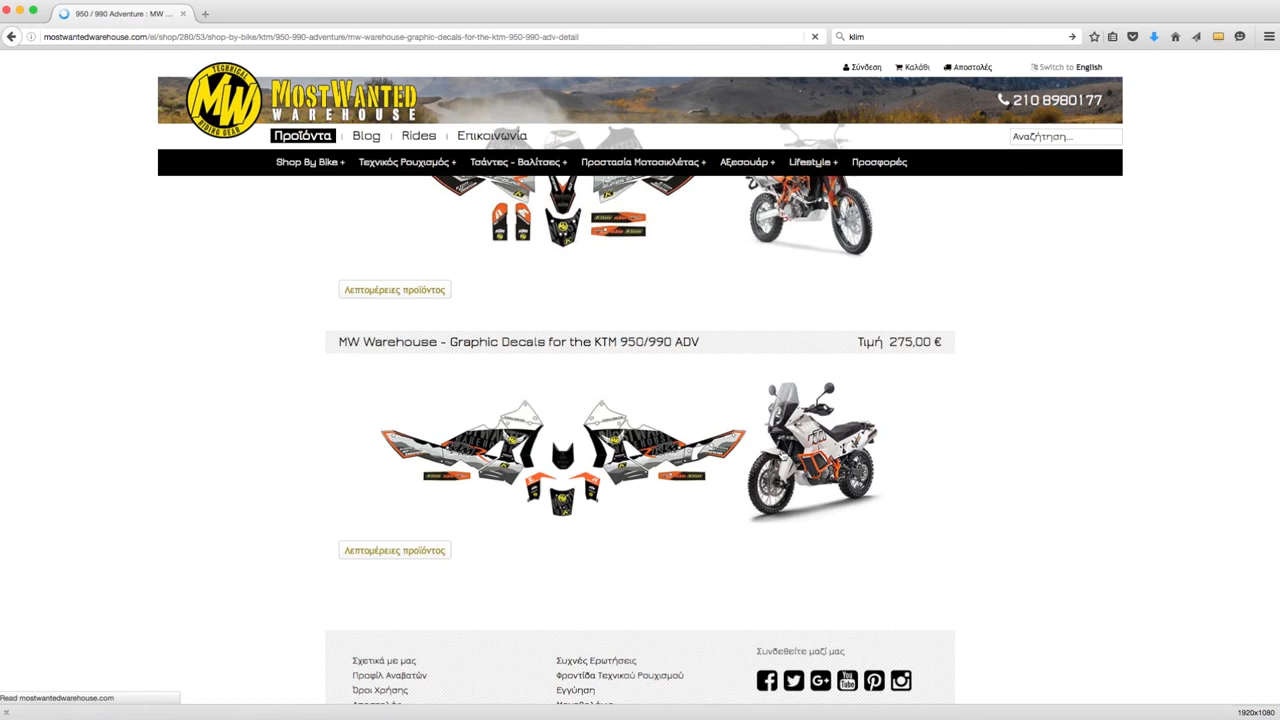 950 / 990 Adventure : MW ...
mostwantedwarehouse.com/el/shop/280/53/shop-by-bike/ktm/950-990-adventure/mw-warehouse-graphic-decals-for-the-ktm-950-990-adv-detail
klim
Σύνδεση Καλάθι Αποστολές Switch to English
TECHNICAL MW RIDING GEAR
MOSTWANTED
WAREHOUSE
210 8980177
Προϊόντα Blog Rides Επικοινωνία
Αναζήτηση...
Shop By Bike + Τεχνικός Ρουχισμός + Τσάντες - Βαλίτσες + Προστασία Μοτοσικλέτας + Αξεσουάρ + Lifestyle + Προσφορές
Λεπτομέρειες προϊόντος
MW Warehouse - Graphic Decals for the KTM 950/990 ADV Τιμή 275,00 €
KTM
Λεπτομέρειες προϊόντος
Σχετικά με μας
Προφίλ Αναβατών
Όροι Χρήσης
Συχνές Ερωτήσεις
Φροντίδα Τεχνικού Ρουχισμού
Εγγύηση
Συνδεθείτε μαζί μας
You Tube
Read mostwantedwarehouse.com
1920x1080